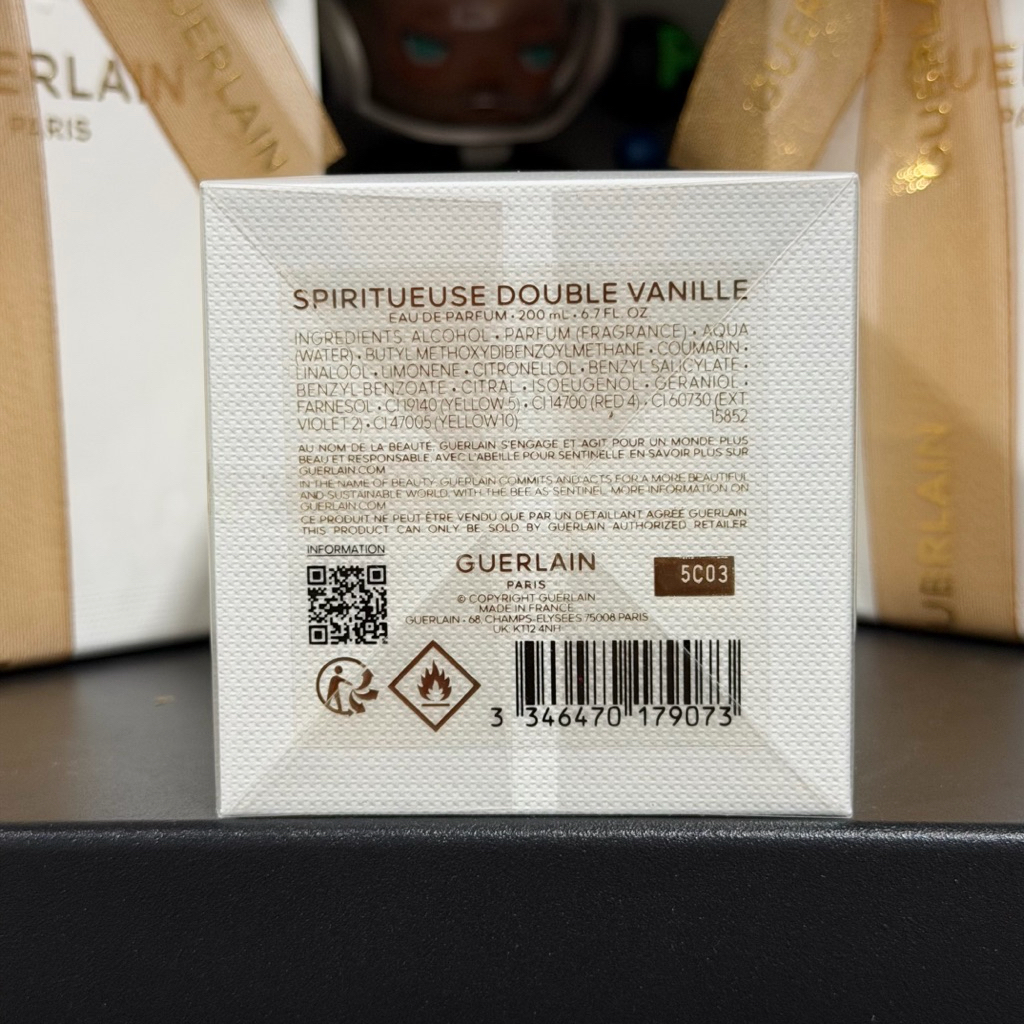 GUERLAIN
GUERLAIN
PARIS
SPIRITUEUSE DOUBLE VANILLE
EAU DE PARFUM • 200 mL • 6.7 FL. OZ
INGREDIENTS: ALCOHOL • PARFUM (FRAGRANCE) • AQUA
(WATER) • BUTYL METHOXYDIBENZOYLMETHANE • COUMARIN •
LINALOOL • LIMONENE • CITRONELLOL • BENZYL SALICYLATE •
BENZYL BENZOATE • CITRAL • ISOEUGENOL • GERANIOL •
FARNESOL • CI 19140 (YELLOW 5) • CI 14700 (RED 4) • CI 60730 (EXT.
VIOLET 2) • CI 47005 (YELLOW 10) 15852
AU NOM DE LA BEAUTÉ, GUERLAIN S'ENGAGE ET AGIT POUR UN MONDE PLUS
BEAU ET RESPONSABLE, AVEC L'ABEILLE POUR SENTINELLE. EN SAVOIR PLUS SUR
GUERLAIN.COM
IN THE NAME OF BEAUTY, GUERLAIN COMMITS AND ACTS FOR A MORE BEAUTIFUL
AND SUSTAINABLE WORLD, WITH THE BEE AS SENTINEL. MORE INFORMATION ON
GUERLAIN.COM
CE PRODUIT NE PEUT ÊTRE VENDU QUE PAR UN DÉTAILLANT AGRÉÉ GUERLAIN
THIS PRODUCT CAN ONLY BE SOLD BY GUERLAIN AUTHORIZED RETAILER
INFORMATION
GUERLAIN
PARIS
© COPYRIGHT GUERLAIN
MADE IN FRANCE
GUERLAIN - 68 CHAMPS-ELYSEES 75008 PARIS
UK-KT12 4NH
5C03
3 346470 179073
GUERLAIN
GUERLAIN